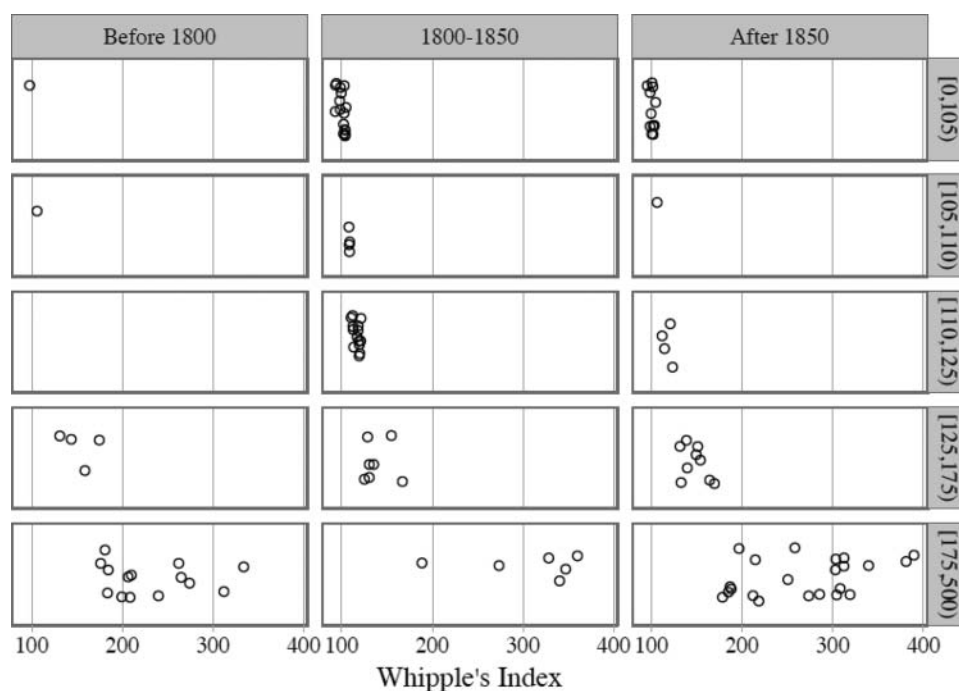 Before 1800 1800-1850 After 1850
[0,105)
[105,110)
[110,125)
[125,175)
[175,500)
100 200 300 400 100 200 300 400 100 200 300 400
Whipple's Index